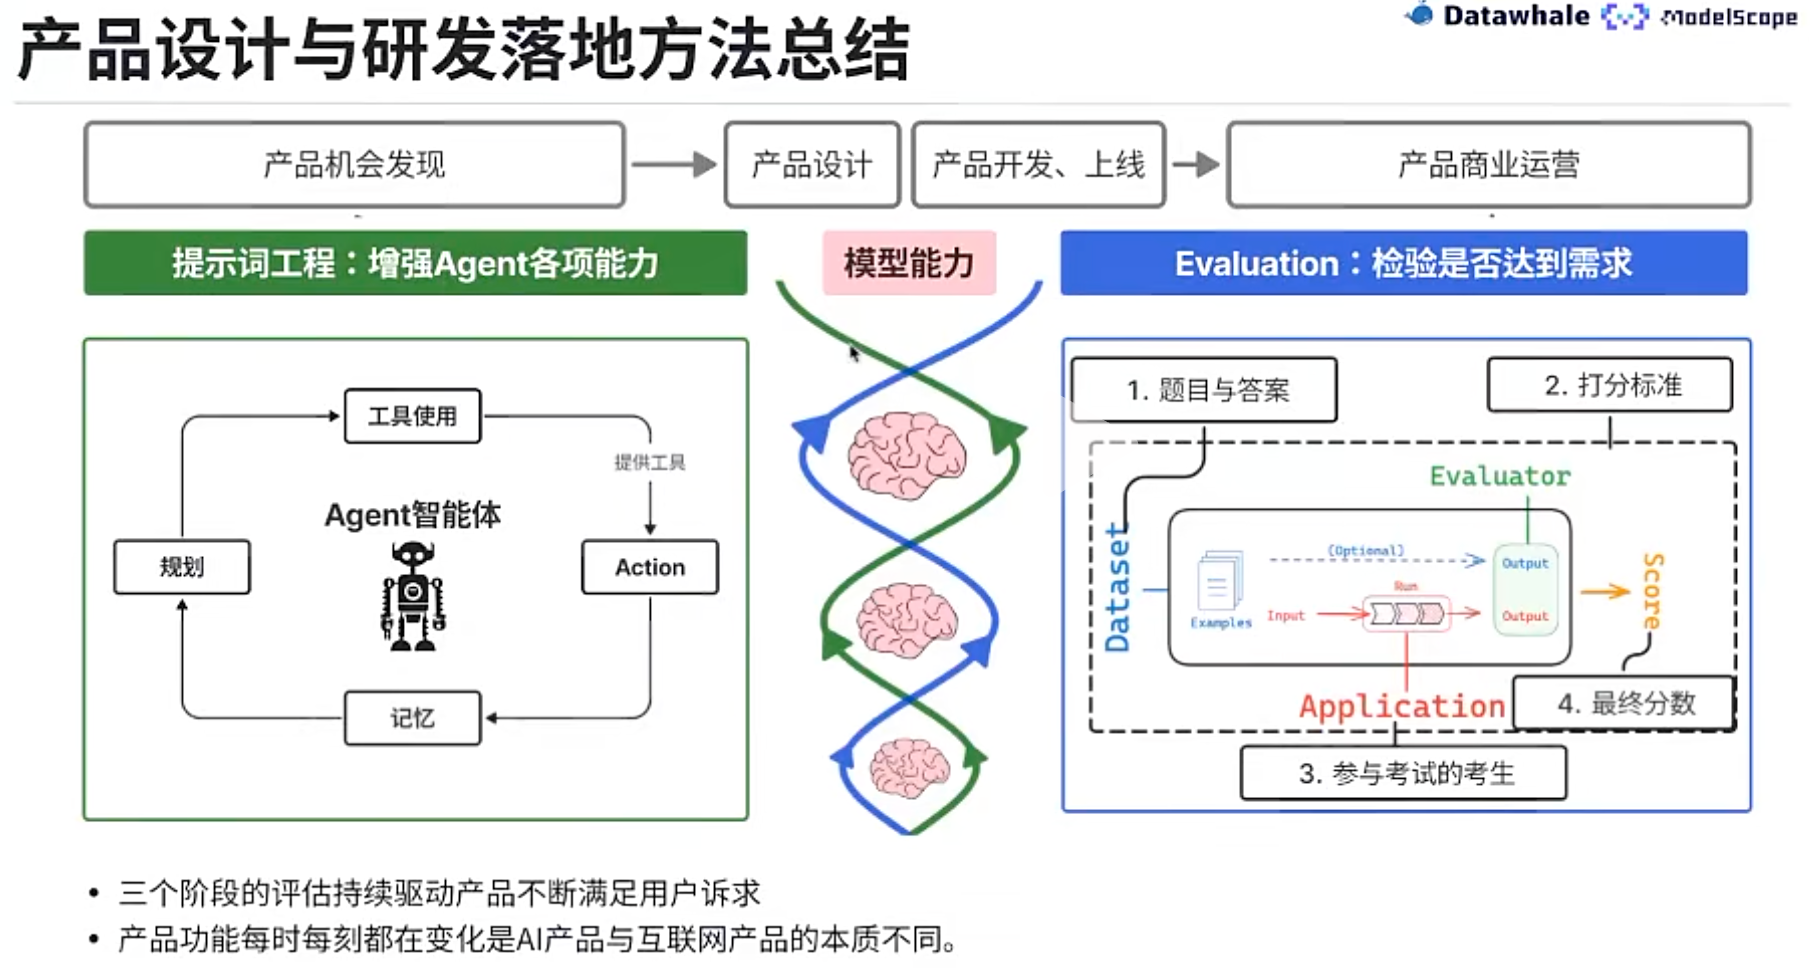 产品设计与研发落地方法总结
Datawhale
ModelScope
产品机会发现
产品设计
产品开发、上线
产品商业运营
提示词工程：增强Agent各项能力
模型能力
Evaluation：检验是否达到需求
工具使用
提供工具
Agent智能体
规划
Action
记忆
1. 题目与答案
2. 打分标准
Evaluator
Dataset
(Optional)
Output
Run
Examples
Input
Output
Score
Application
4. 最终分数
3. 参与考试的考生
• 三个阶段的评估持续驱动产品不断满足用户诉求
• 产品功能每时每刻都在变化是AI产品与互联网产品的本质不同。